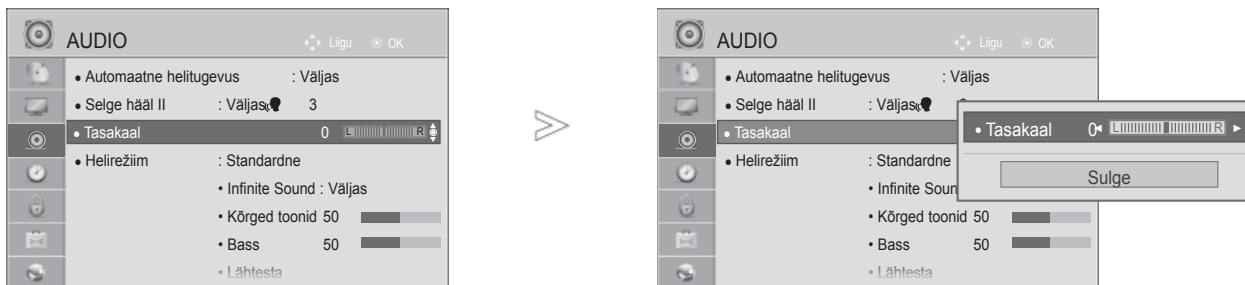 AUDIO Liigu OK
• Automaatne helitugevus : Väljas
• Selge hääl II : Väljas 3
• Tasakaal 0 L R
• Helirežiim : Standardne
• Infinite Sound : Väljas
• Kõrged toonid 50
• Bass 50
• Lähtesta
AUDIO Liigu OK
• Automaatne helitugevus : Väljas
• Selge hääl II : Väljas
• Tasakaal
• Helirežiim : Standardne
• Infinite Soun
• Kõrged toonid 50
• Bass 50
• Lähtesta
• Tasakaal 0 L R
Sulge